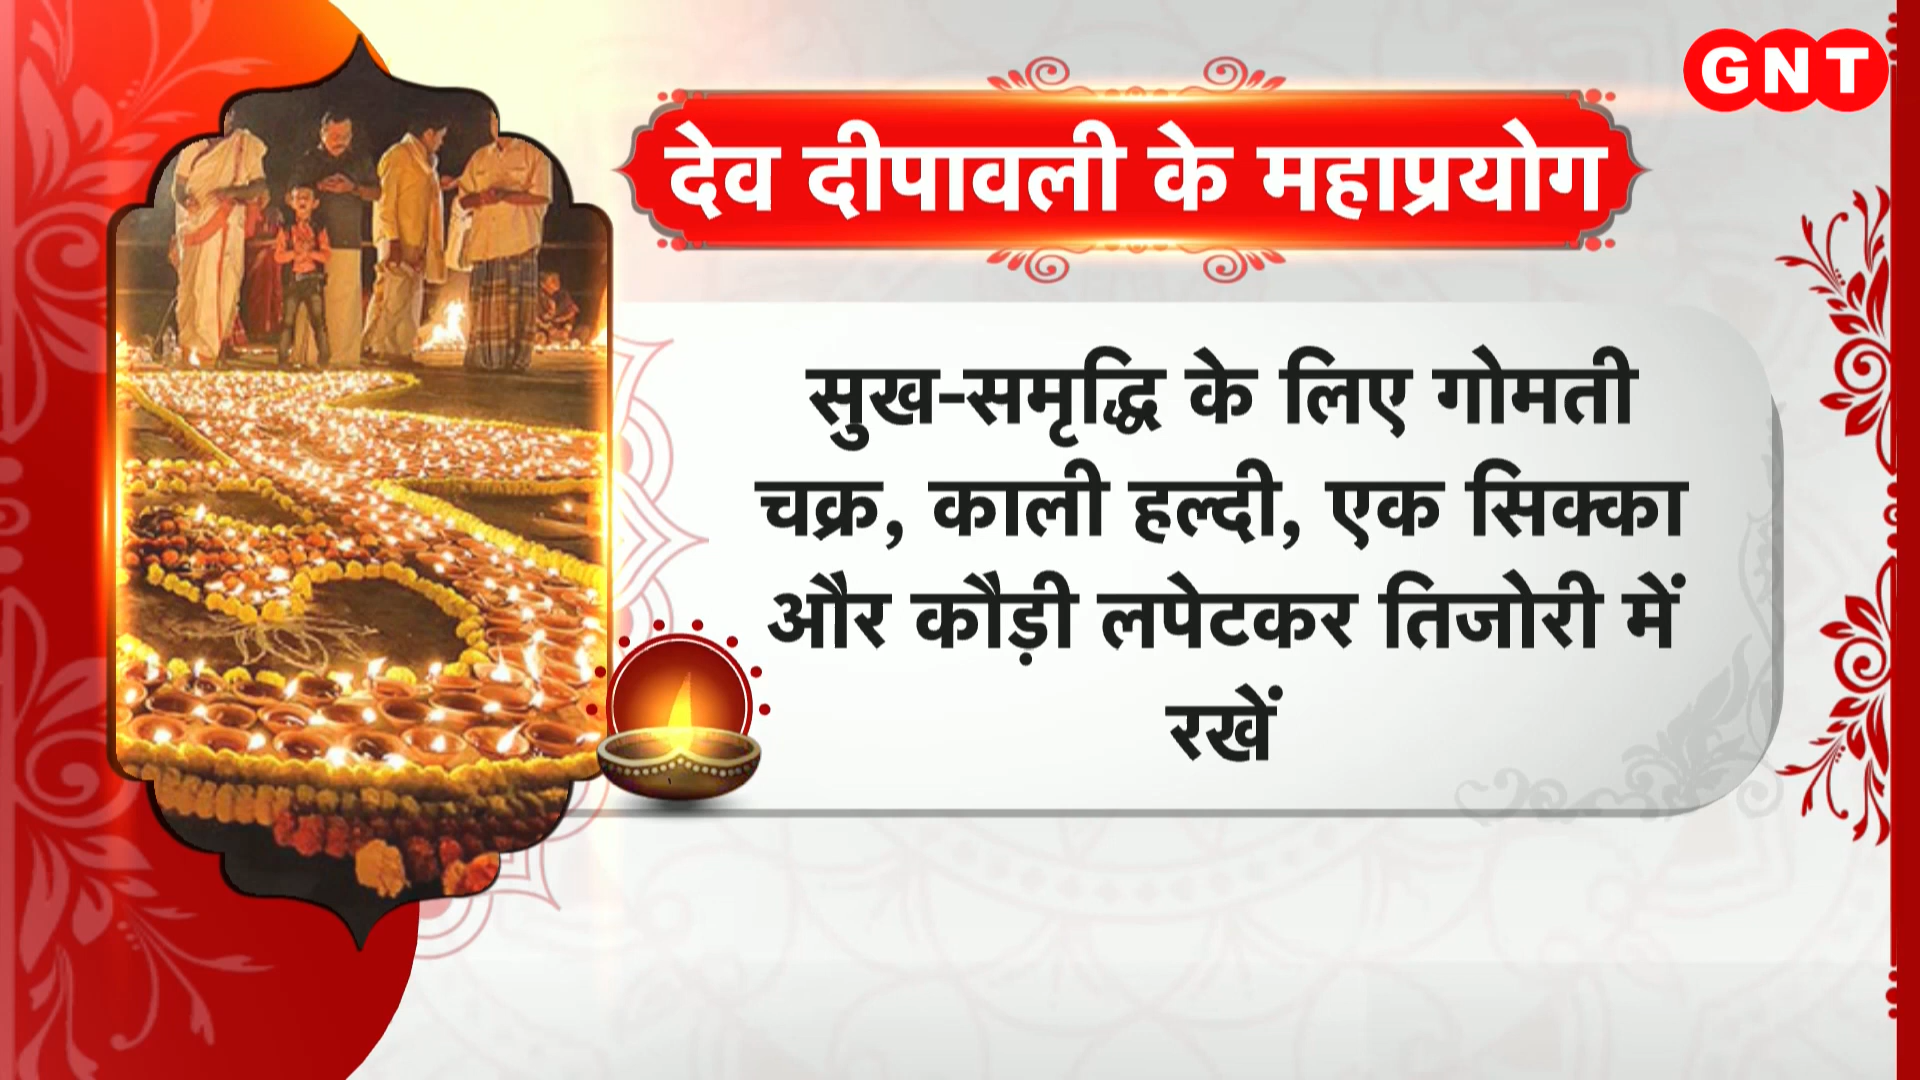 GNT
देव दीपावली के महाप्रयोग
सुख-समृद्धि के लिए गोमती
चक्र, काली हल्दी, एक सिक्का
और कौड़ी लपेटकर तिजोरी में
रखें